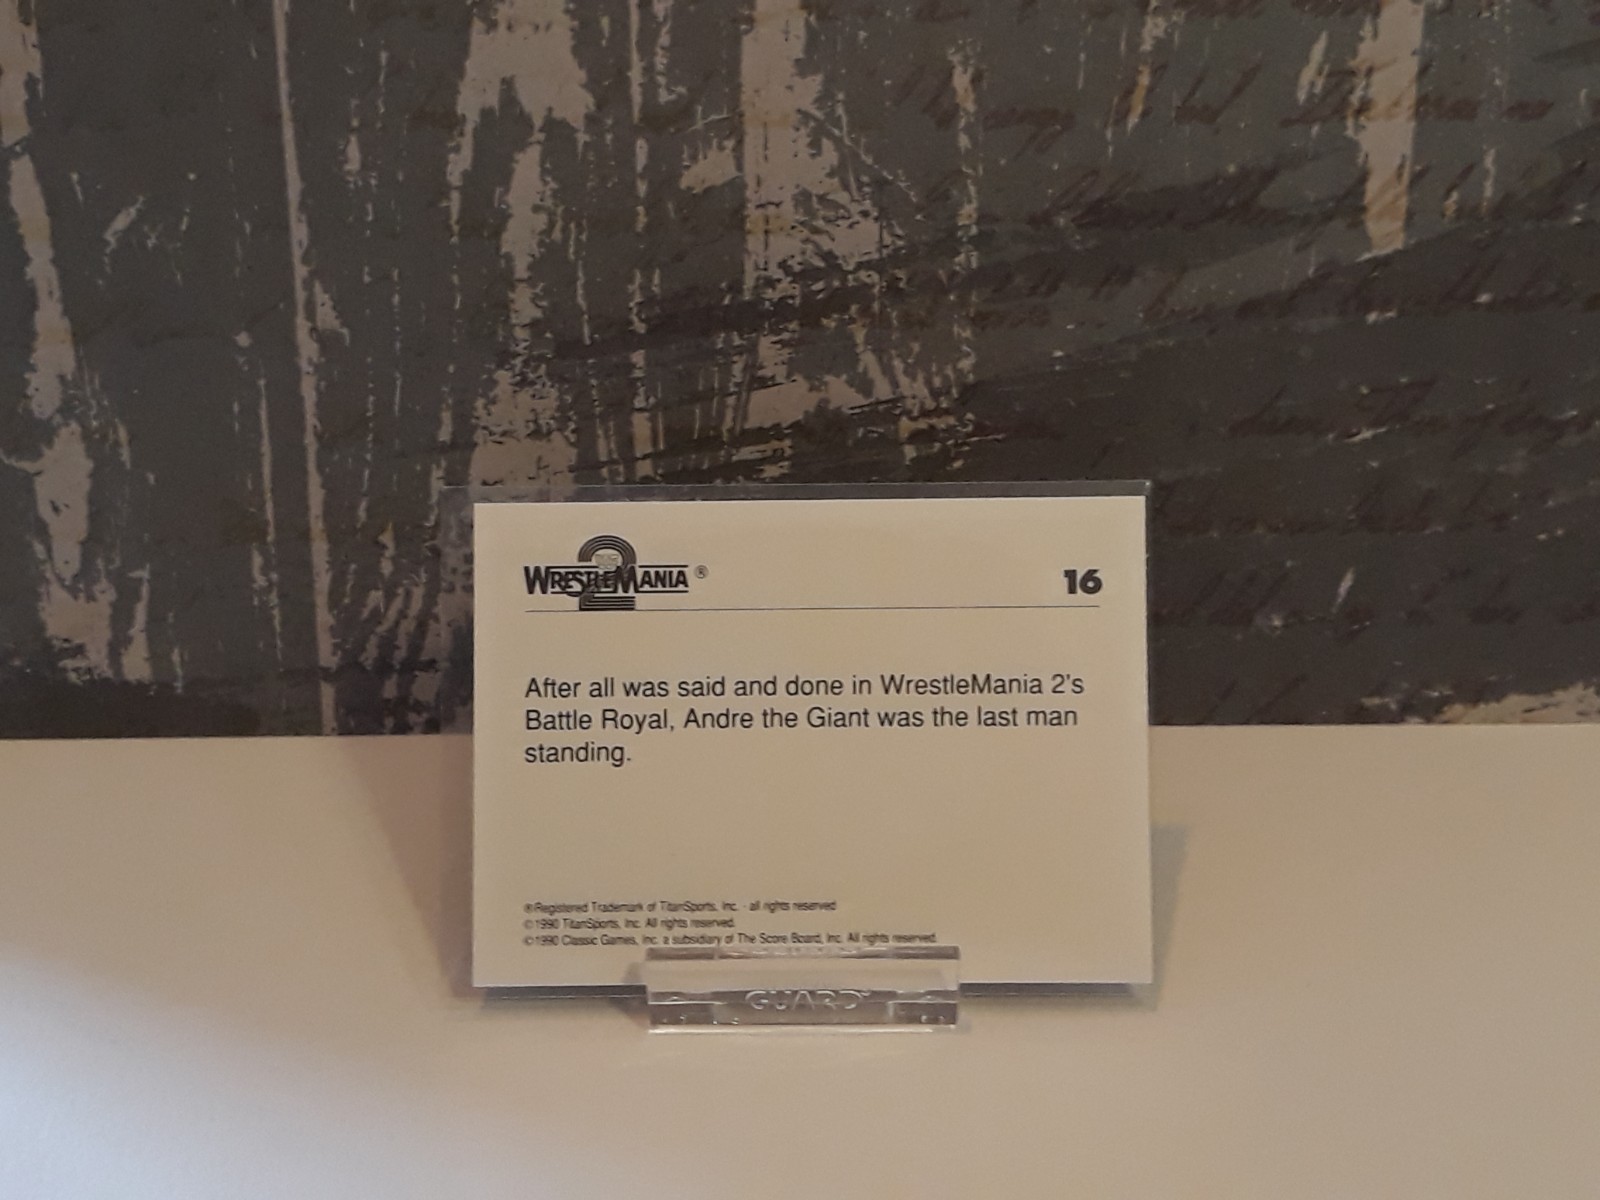 WRESTLEMANIA 2 ®
16
After all was said and done in WrestleMania 2's
Battle Royal, Andre the Giant was the last man
standing.
® Registered Trademark of TitanSports, Inc. - all rights reserved
© 1990 TitanSports, Inc. All rights reserved.
© 1990 Classic Games, Inc. a subsidiary of The Score Board, Inc. All rights reserved.
GUARD